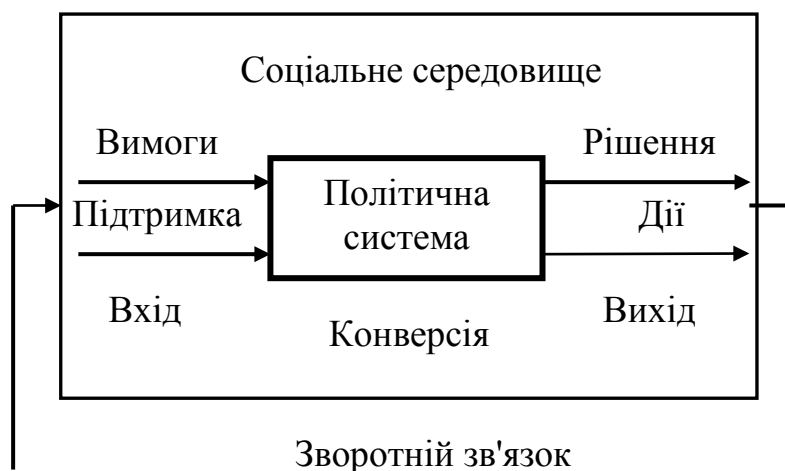 Соціальне середовище
Вимоги
Рішення
Політична
система
Підтримка
Дії
Вхід
Конверсія
Вихід
Зворотній зв'язок